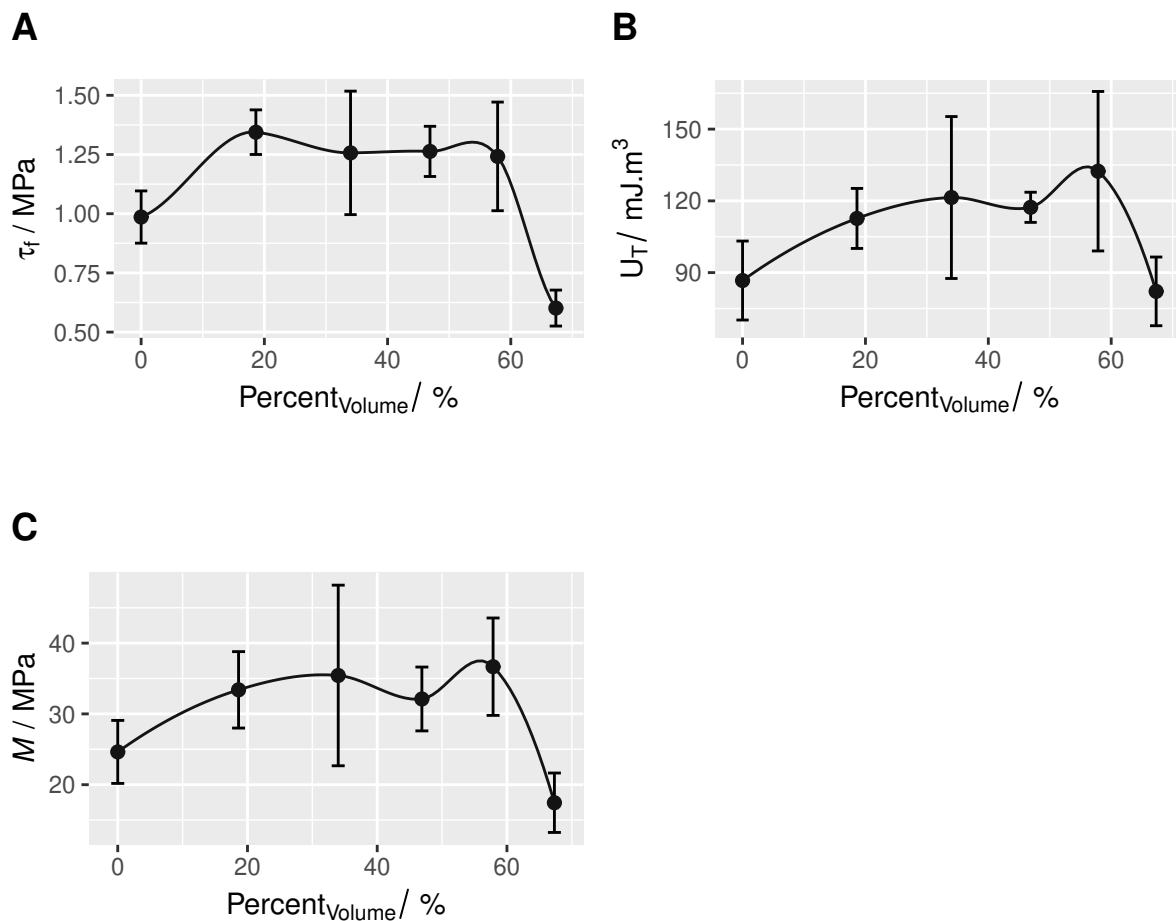 A
1.50
1.25
1.00
0.75
0.50
τf / MPa
0 20 40 60
PercentVolume / %
B
150
120
90
UT / mJ.m³
0 20 40 60
PercentVolume / %
C
40
30
20
M / MPa
0 20 40 60
PercentVolume / %